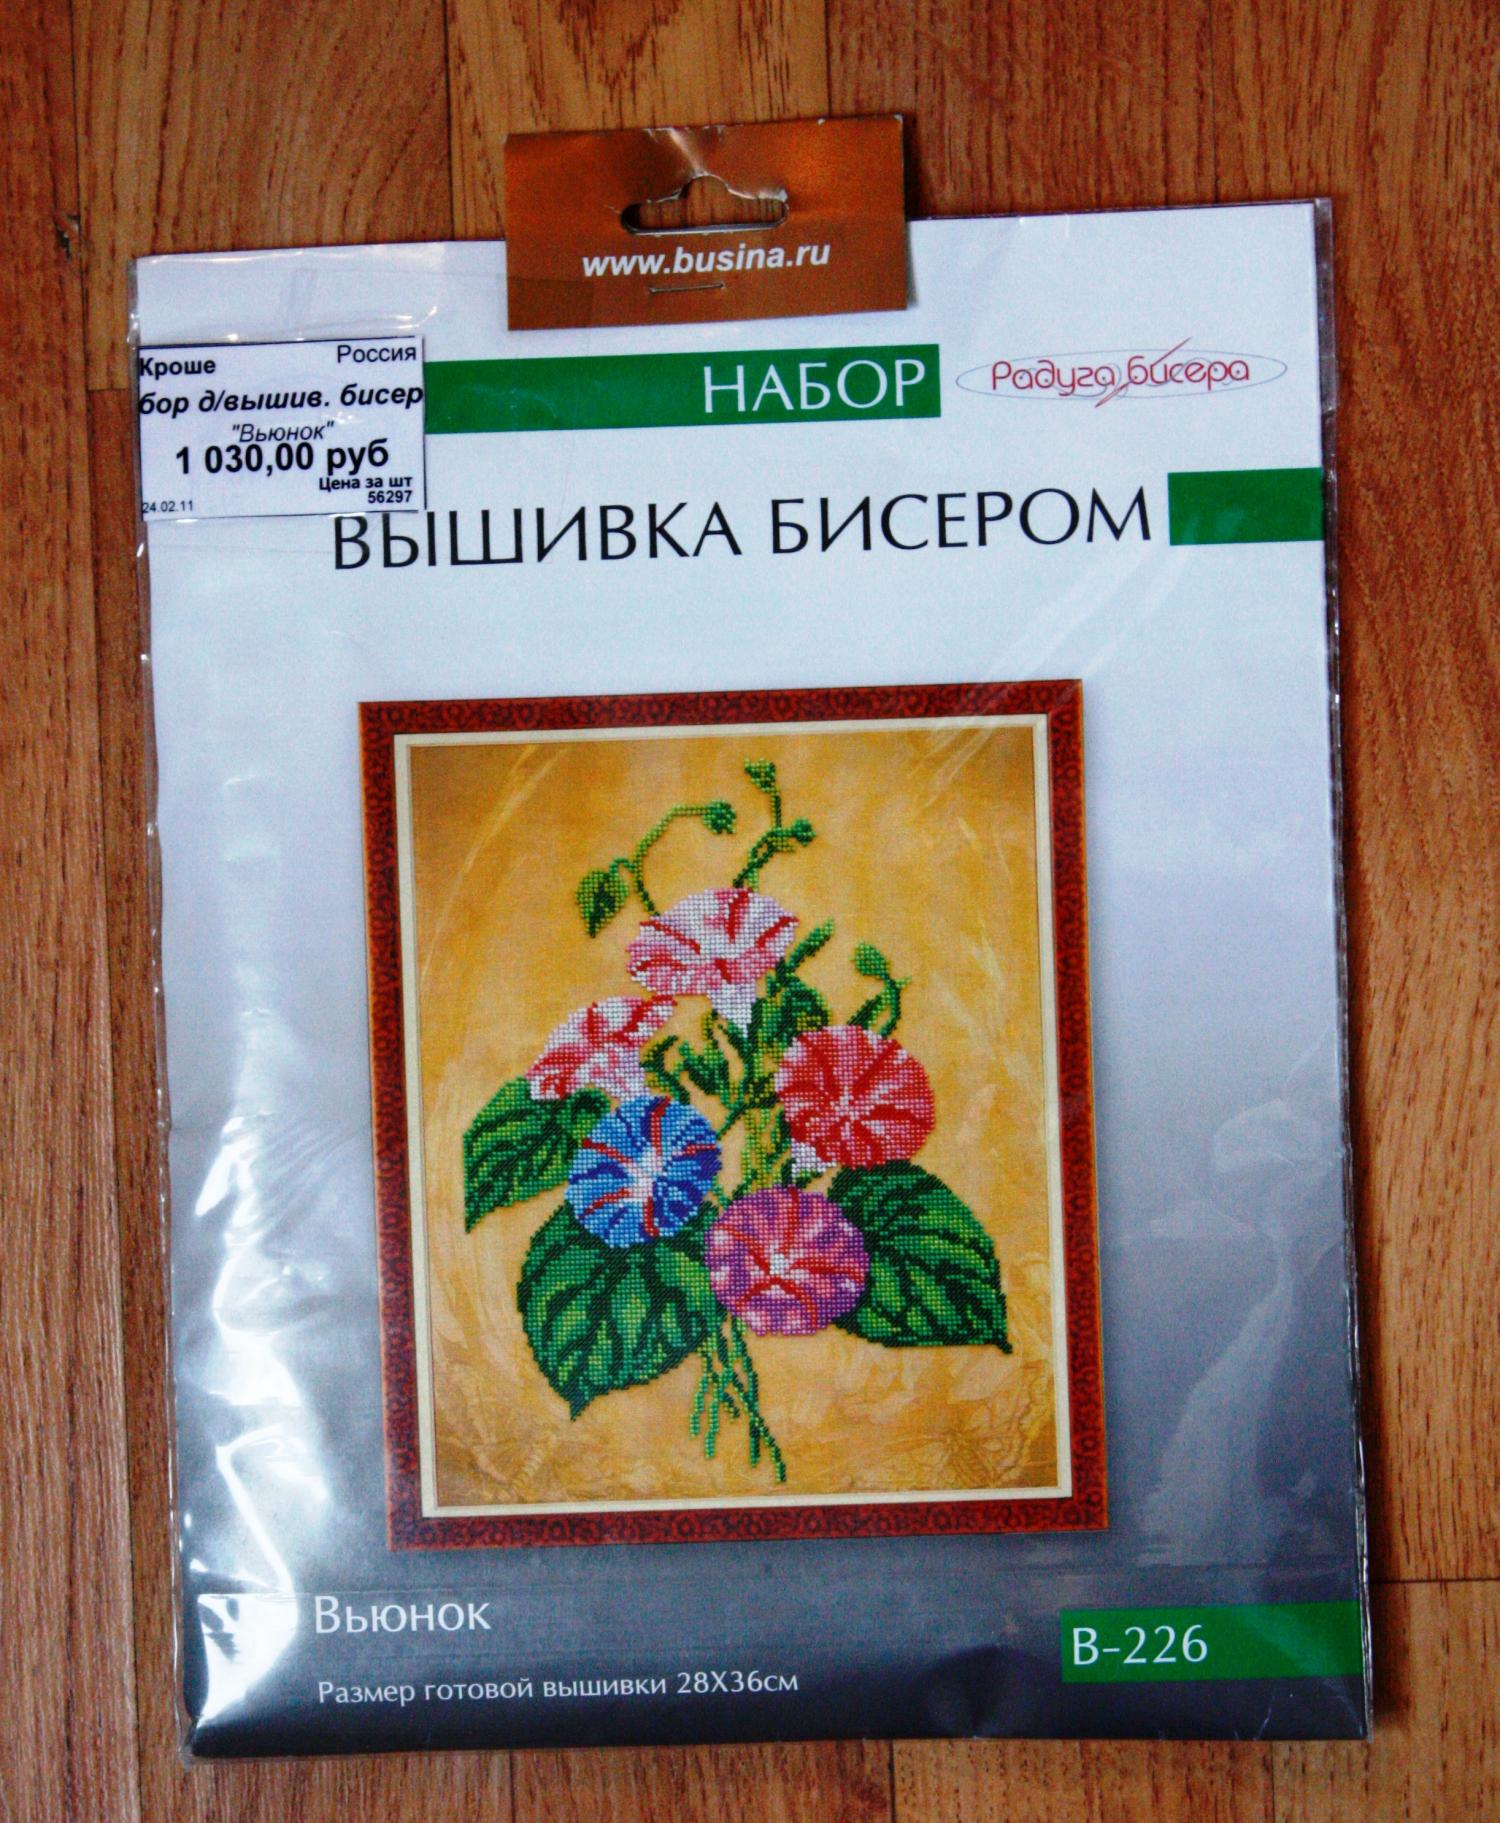 www.busina.ru
Кроше Россия
бор д/вышив. бисер
"Вьюнок"
1 030,00 руб
Цена за шт
24.02.11 56297
НАБОР
Радуга бисера
ВЫШИВКА БИСЕРОМ
Вьюнок
В-226
Размер готовой вышивки 28Х36см